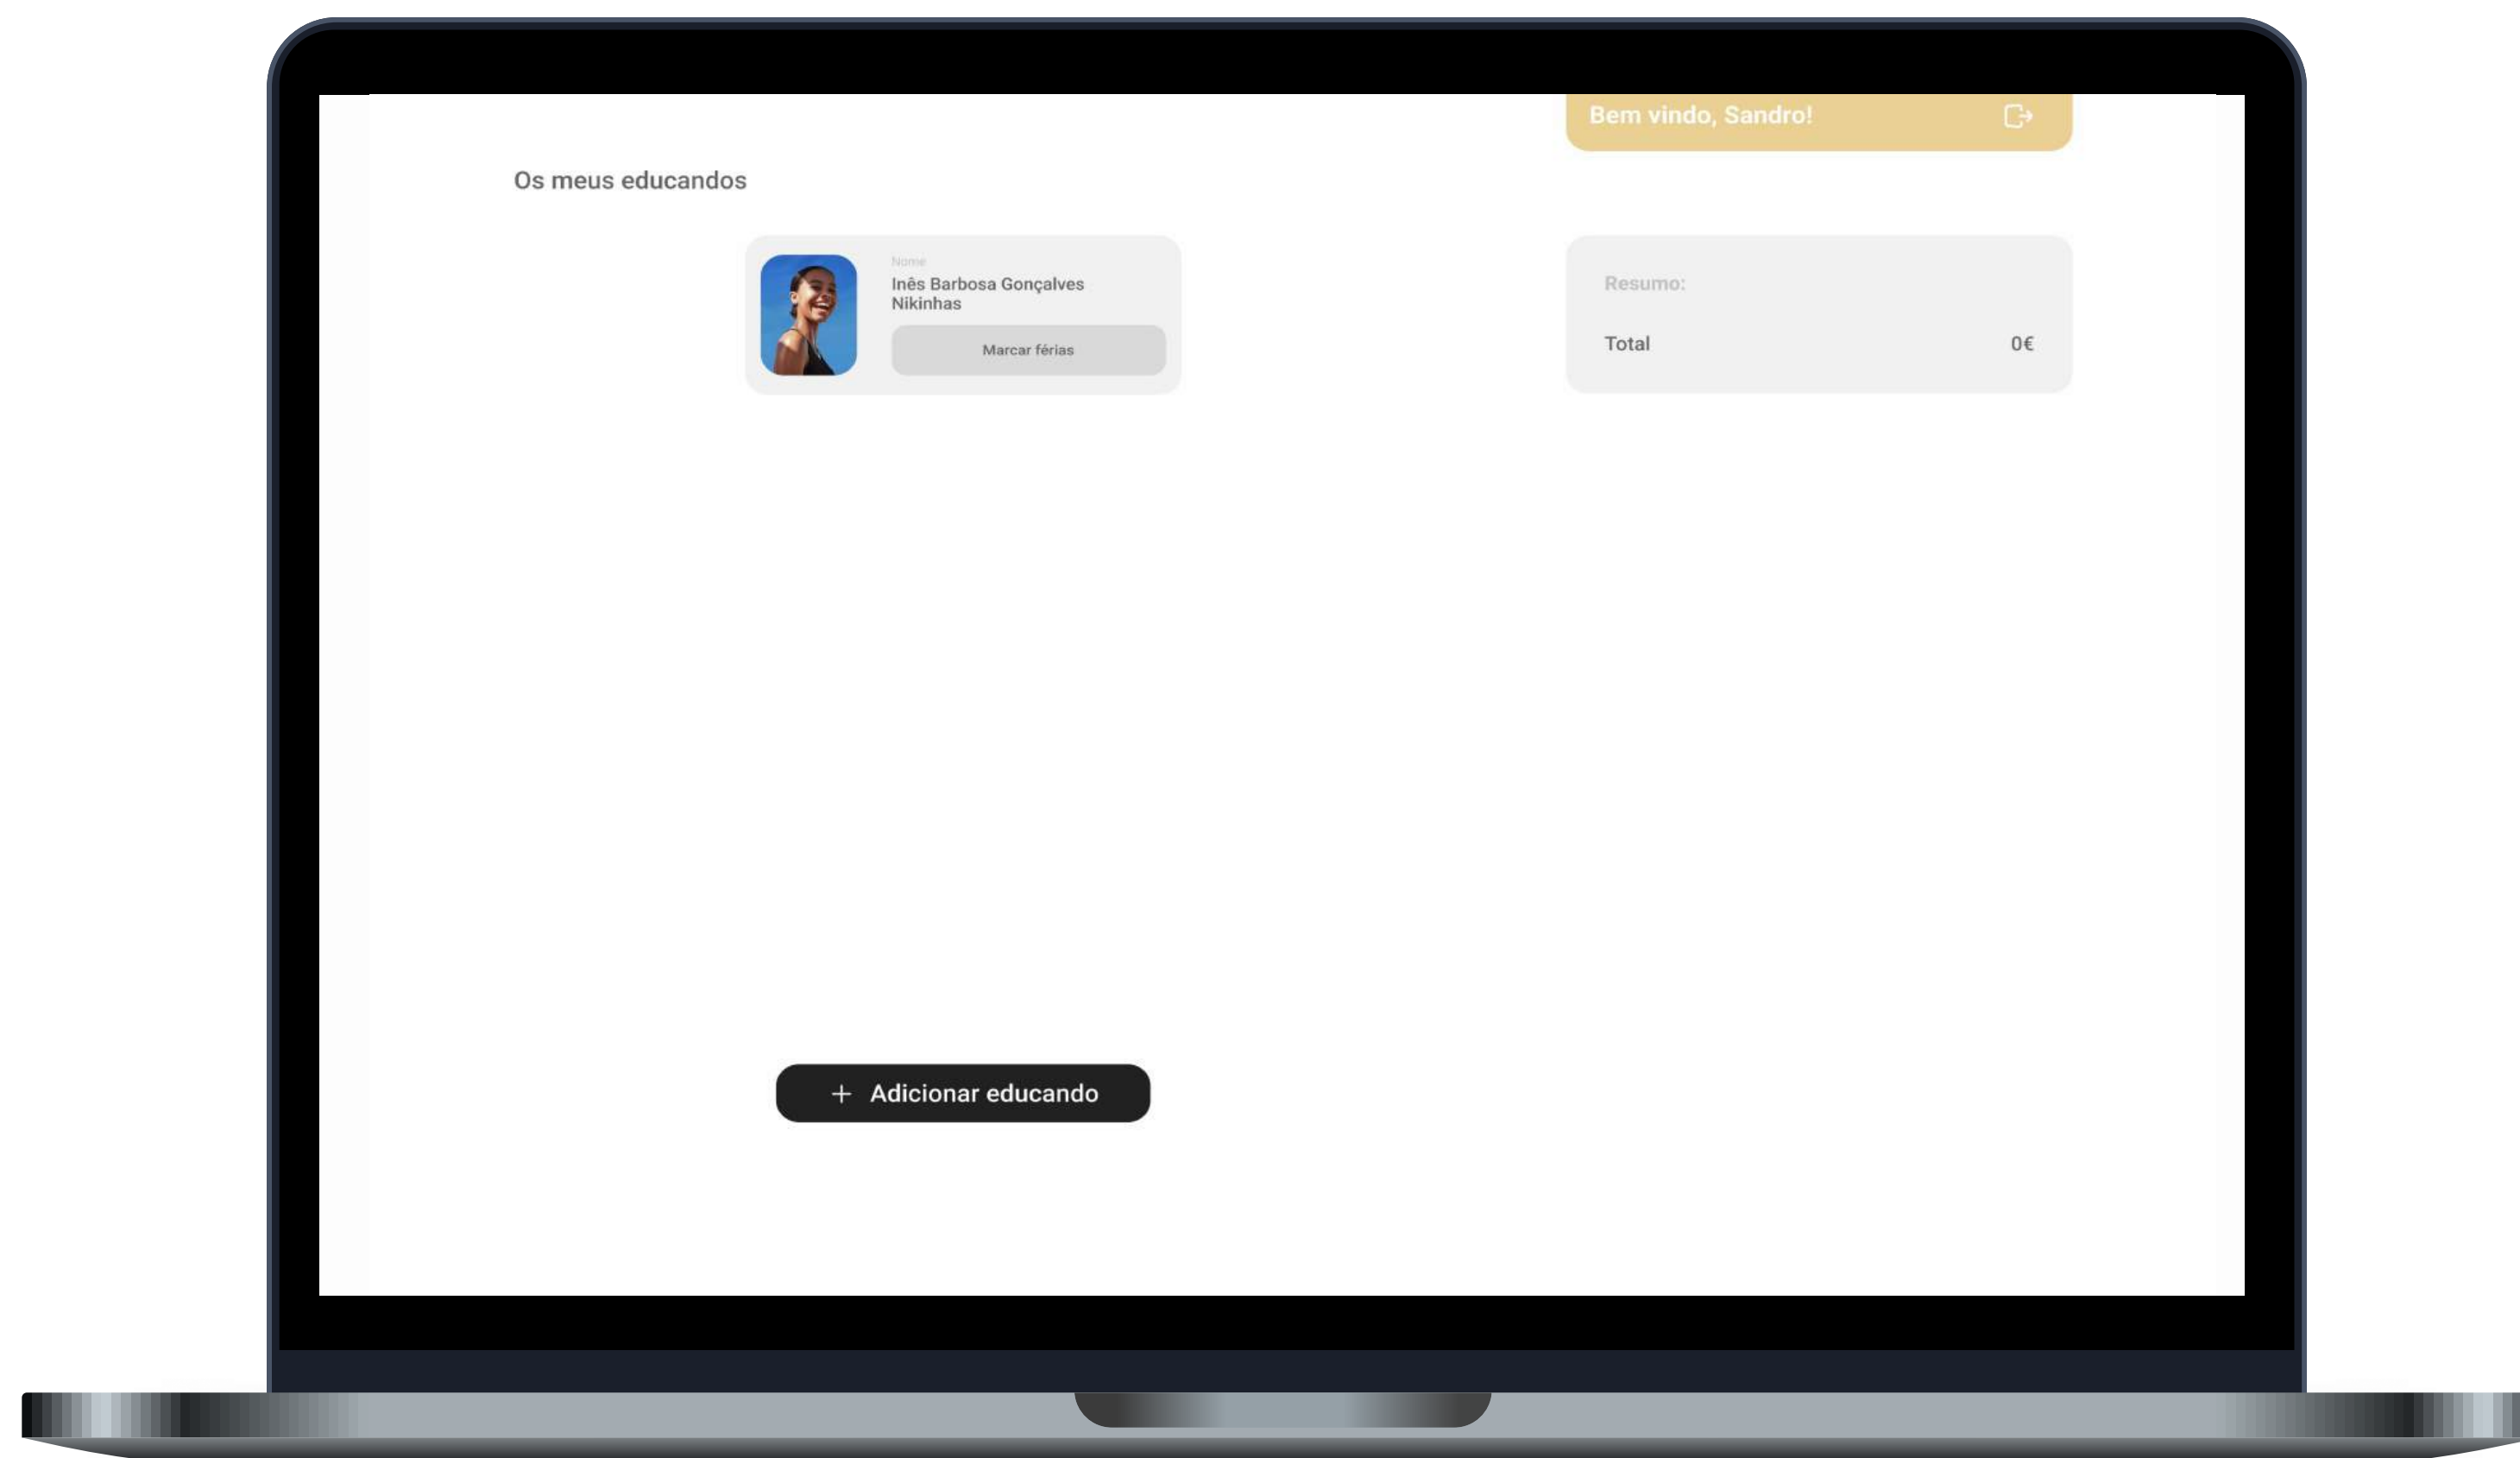 Bem vindo, Sandro!
Os meus educandos
Nome
Inês Barbosa Gonçalves
Nikinhas
Marcar férias
Resumo:
Total 0€
+ Adicionar educando